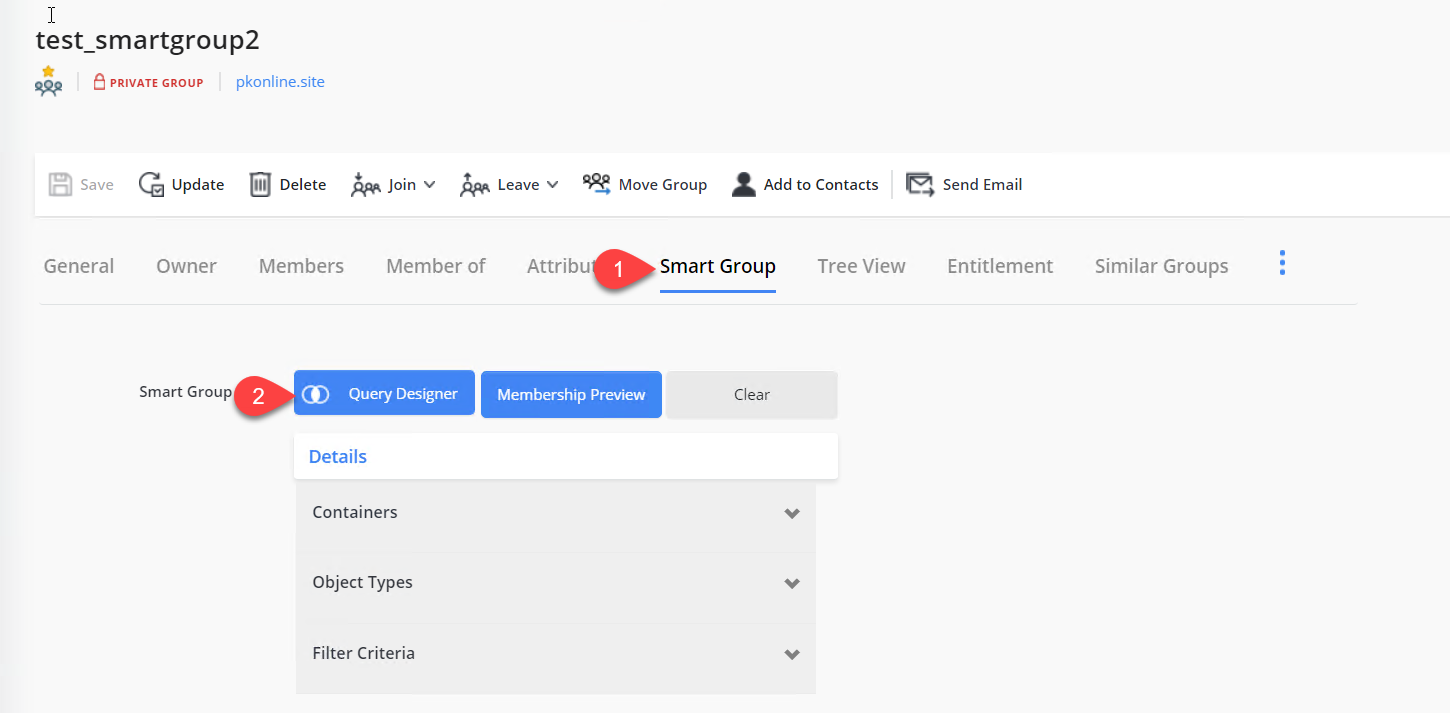 test_smartgroup2
PRIVATE GROUP pkonline.site
Save Update Delete Join Leave Move Group Add to Contacts Send Email
General Owner Members Member of Attribut 1 Smart Group Tree View Entitlement Similar Groups
Smart Group 2 Query Designer Membership Preview Clear
Details
Containers
Object Types
Filter Criteria